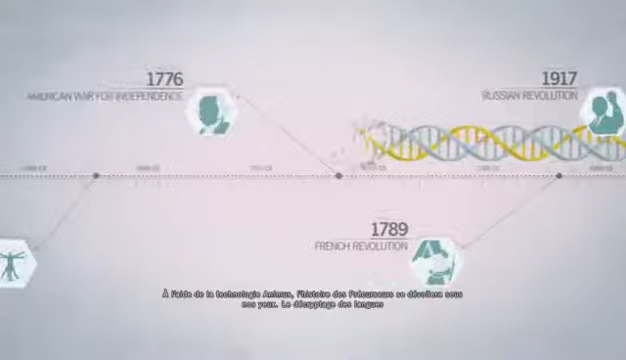 1776
AMERICAN WAR FOR INDEPENDENCE
1917
RUSSIAN REVOLUTION
1789
FRENCH REVOLUTION
À l'aide de la technologie Animus, l'histoire des Précurseurs se dévoilera sous
nos yeux. Le décryptage des langues